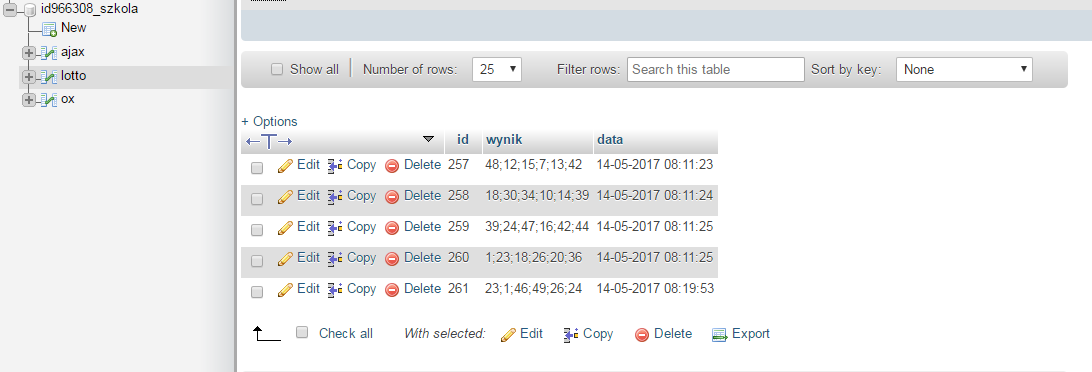 id966308_szkola
New
ajax
lotto
ox
Show all Number of rows: 25 Filter rows: Search this table Sort by key: None
+ Options
id wynik data
Edit Copy Delete 257 48;12;15;7;13;42 14-05-2017 08:11:23
Edit Copy Delete 258 18;30;34;10;14;39 14-05-2017 08:11:24
Edit Copy Delete 259 39;24;47;16;42;44 14-05-2017 08:11:25
Edit Copy Delete 260 1;23;18;26;20;36 14-05-2017 08:11:25
Edit Copy Delete 261 23;1;46;49;26;24 14-05-2017 08:19:53
Check all With selected: Edit Copy Delete Export